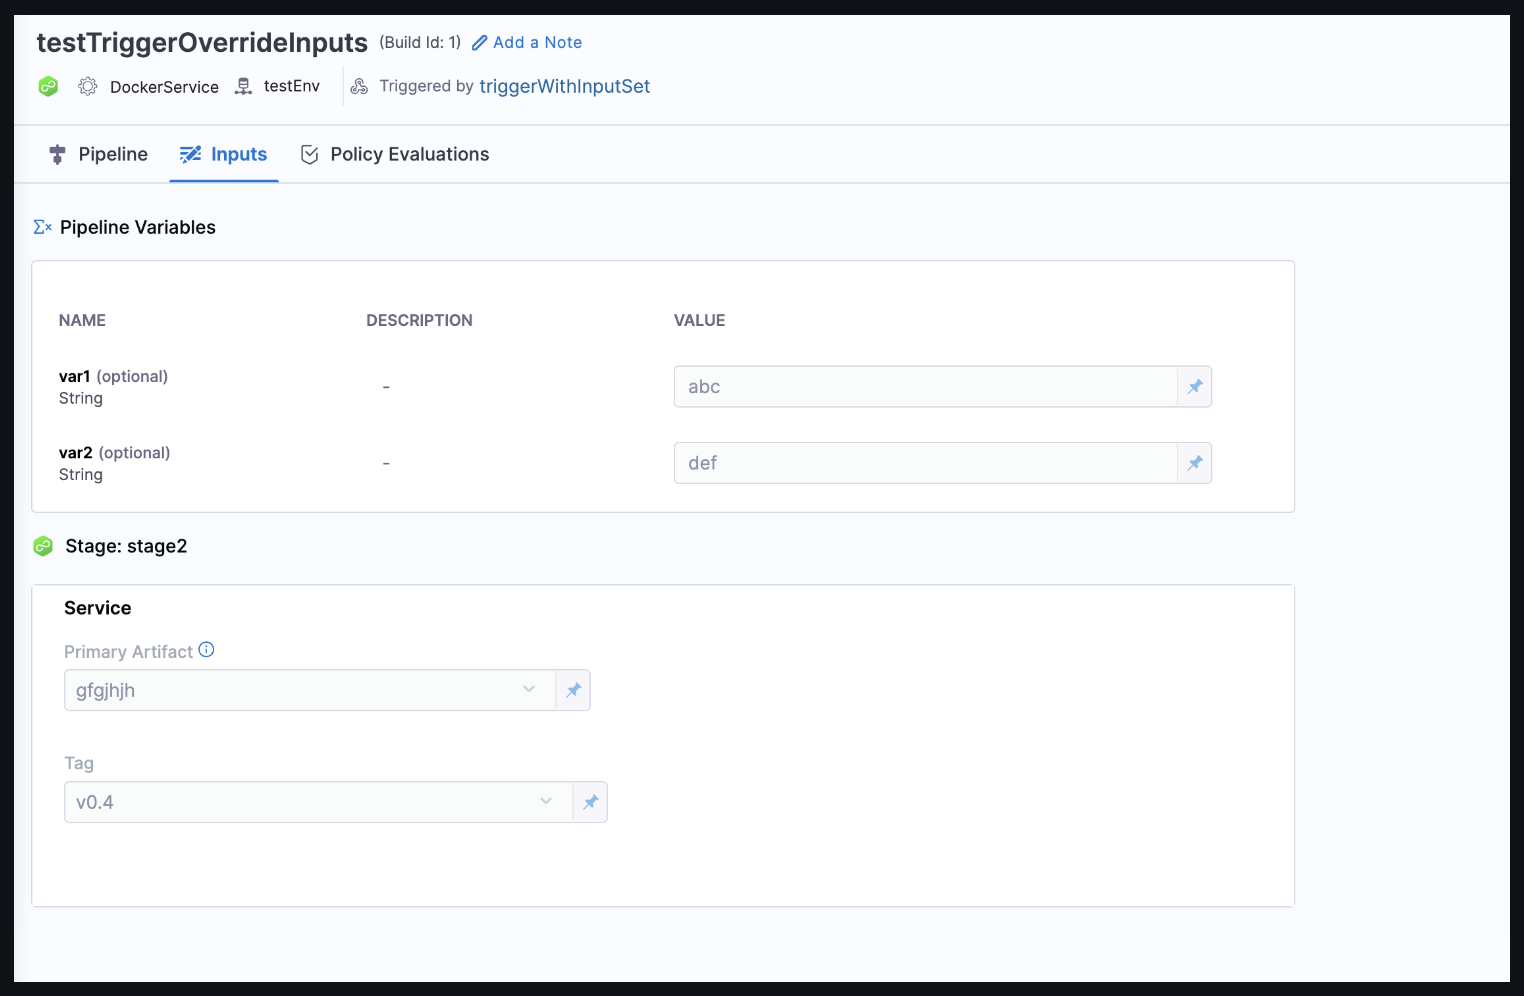 testTriggerOverrideInputs (Build Id: 1) Add a Note
DockerService testEnv Triggered by triggerWithInputSet
Pipeline Inputs Policy Evaluations
Pipeline Variables
NAME DESCRIPTION VALUE
var1 (optional)
String
-
abc
var2 (optional)
String
-
def
Stage: stage2
Service
Primary Artifact
gfgjhjh
Tag
v0.4